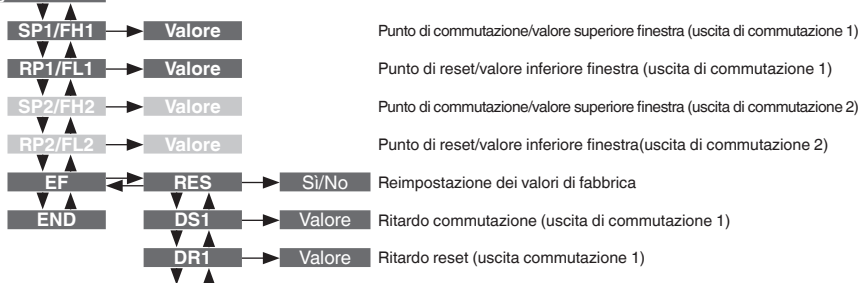 SP1/FH1 Valore Punto di commutazione/valore superiore finestra (uscita di commutazione 1)
RP1/FL1 Valore Punto di reset/valore inferiore finestra (uscita di commutazione 1)
SP2/FH2 Valore Punto di commutazione/valore superiore finestra (uscita di commutazione 2)
RP2/FL2 Valore Punto di reset/valore inferiore finestra(uscita di commutazione 2)
EF RES Sì/No Reimpostazione dei valori di fabbrica
END DS1 Valore Ritardo commutazione (uscita di commutazione 1)
DR1 Valore Ritardo reset (uscita commutazione 1)